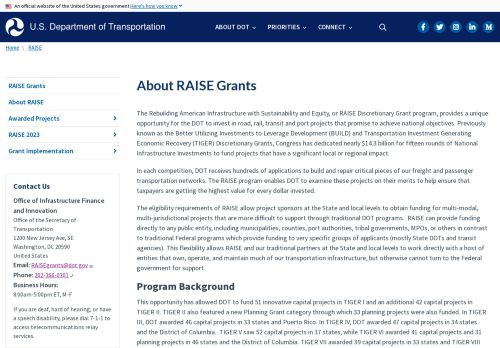 An official website of the United States government Here's how you know
U.S. Department of Transportation
ABOUT DOT
PRIORITIES
CONNECT
Home \ RAISE
RAISE Grants
About RAISE
Awarded Projects
RAISE 2023
Grant Implementation
Contact Us
Office of Infrastructure Finance
and Innovation
Office of the Secretary of
Transportation
1200 New Jersey Ave, SE
Washington, DC 20590
United States
Email: RAISEgrants@dot.gov
Phone: 202-366-0301
Business Hours:
8:00am-5:00pm ET, M-F
If you are deaf, hard of hearing, or
have a speech disability, please dial 7-1-1 to
access telecommunications relay
services.
About RAISE Grants
The Rebuilding American Infrastructure with Sustainability and Equity, or RAISE Discretionary Grant program, provides a unique
opportunity for the DOT to invest in road, rail, transit and port projects that promise to achieve national objectives. Previously
known as the Better Utilizing Investments to Leverage Development (BUILD) and Transportation Investment Generating
Economic Recovery (TIGER) Discretionary Grants, Congress has dedicated nearly $14.3 billion for fifteen rounds of National
Infrastructure Investments to fund projects that have a significant local or regional impact.
In each competition, DOT receives hundreds of applications to build and repair critical pieces of our freight and passenger
transportation networks. The RAISE program enables DOT to examine these projects on their merits to help ensure that
taxpayers are getting the highest value for every dollar invested.
The eligibility requirements of RAISE allow project sponsors at the State and local levels to obtain funding for multi-modal,
multi-jurisdictional projects that are more difficult to support through traditional DOT programs. RAISE can provide funding
directly to any public entity, including municipalities, counties, port authorities, tribal governments, MPOs, or others in contrast
to traditional Federal programs which provide funding to very specific groups of applicants (mostly State DOTs and transit
agencies). This flexibility allows RAISE and our traditional partners at the State and local levels to work directly with a host of
entities that own, operate, and maintain much of our transportation infrastructure, but otherwise cannot turn to the Federal
government for support.
Program Background
This opportunity has allowed DOT to fund 51 innovative capital projects in TIGER I and an additional 42 capital projects in
TIGER II. TIGER II also featured a new Planning Grant category through which 33 planning projects were also funded. In TIGER
III, DOT awarded 46 capital projects in 33 states and Puerto Rico. In TIGER IV, DOT awarded 47 capital projects in 34 states
and the District of Columbia. TIGER V saw 52 capital projects in 37 states, while TIGER VI awarded 41 capital projects and 31
planning projects in 46 states and the District of Columbia. TIGER VII awarded 39 capital projects in 33 states. TIGER VIII